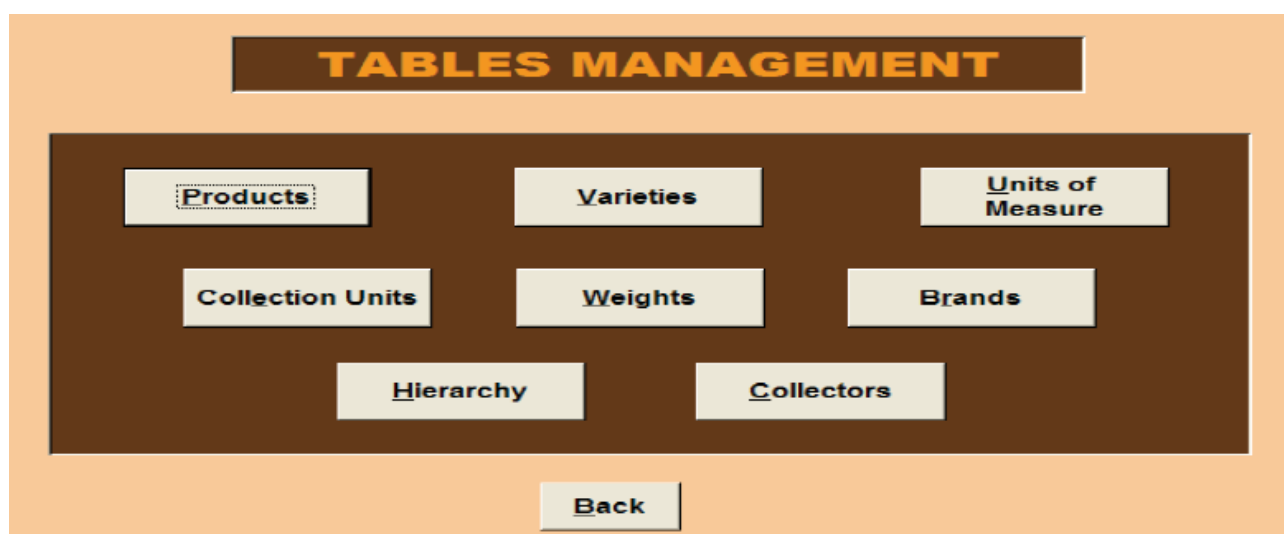 TABLES MANAGEMENT
Products
Varieties
Units of
Measure
Collection Units
Weights
Brands
Hierarchy
Collectors
Back